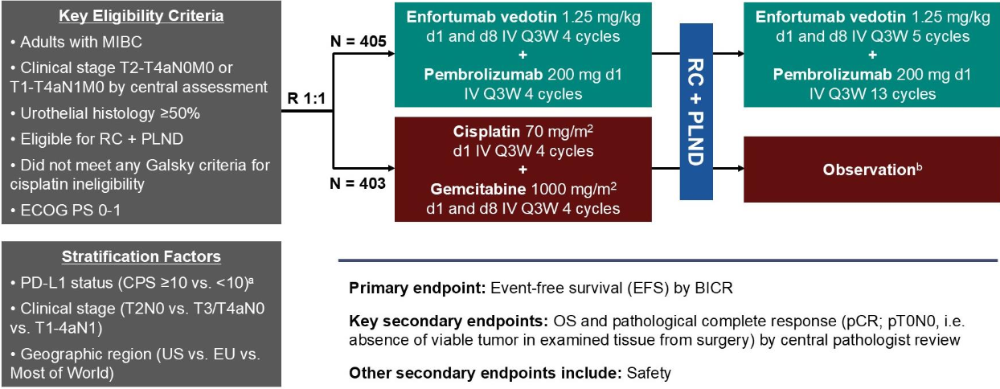 Key Eligibility Criteria
• Adults with MIBC
• Clinical stage T2-T4aN0M0 or
T1-T4aN1M0 by central assessment
• Urothelial histology ≥50%
• Eligible for RC + PLND
• Did not meet any Galsky criteria for
cisplatin ineligibility
• ECOG PS 0-1
Stratification Factors
• PD-L1 status (CPS ≥10 vs. <10)ᵃ
• Clinical stage (T2N0 vs. T3/T4aN0
vs. T1-4aN1)
• Geographic region (US vs. EU vs.
Most of World)
R 1:1
N = 405
N = 403
Enfortumab vedotin 1.25 mg/kg
d1 and d8 IV Q3W 4 cycles
+
Pembrolizumab 200 mg d1
IV Q3W 4 cycles
Cisplatin 70 mg/m²
d1 IV Q3W 4 cycles
+
Gemcitabine 1000 mg/m²
d1 and d8 IV Q3W 4 cycles
RC + PLND
Enfortumab vedotin 1.25 mg/kg
d1 and d8 IV Q3W 5 cycles
+
Pembrolizumab 200 mg d1
IV Q3W 13 cycles
Observationᵇ
Primary endpoint: Event-free survival (EFS) by BICR
Key secondary endpoints: OS and pathological complete response (pCR; pT0N0, i.e.
absence of viable tumor in examined tissue from surgery) by central pathologist review
Other secondary endpoints include: Safety